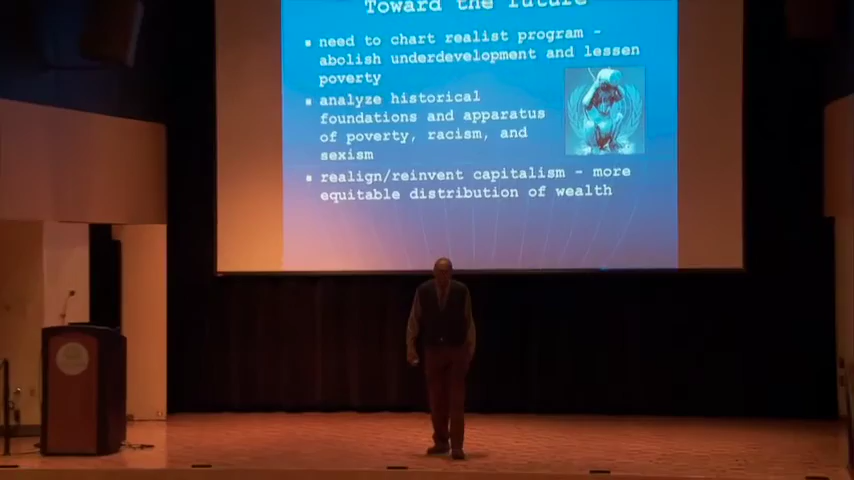 Toward the future
▪ need to chart realist program -
abolish underdevelopment and lessen
poverty
▪ analyze historical
foundations and apparatus
of poverty, racism, and
sexism
▪ realign/reinvent capitalism - more
equitable distribution of wealth